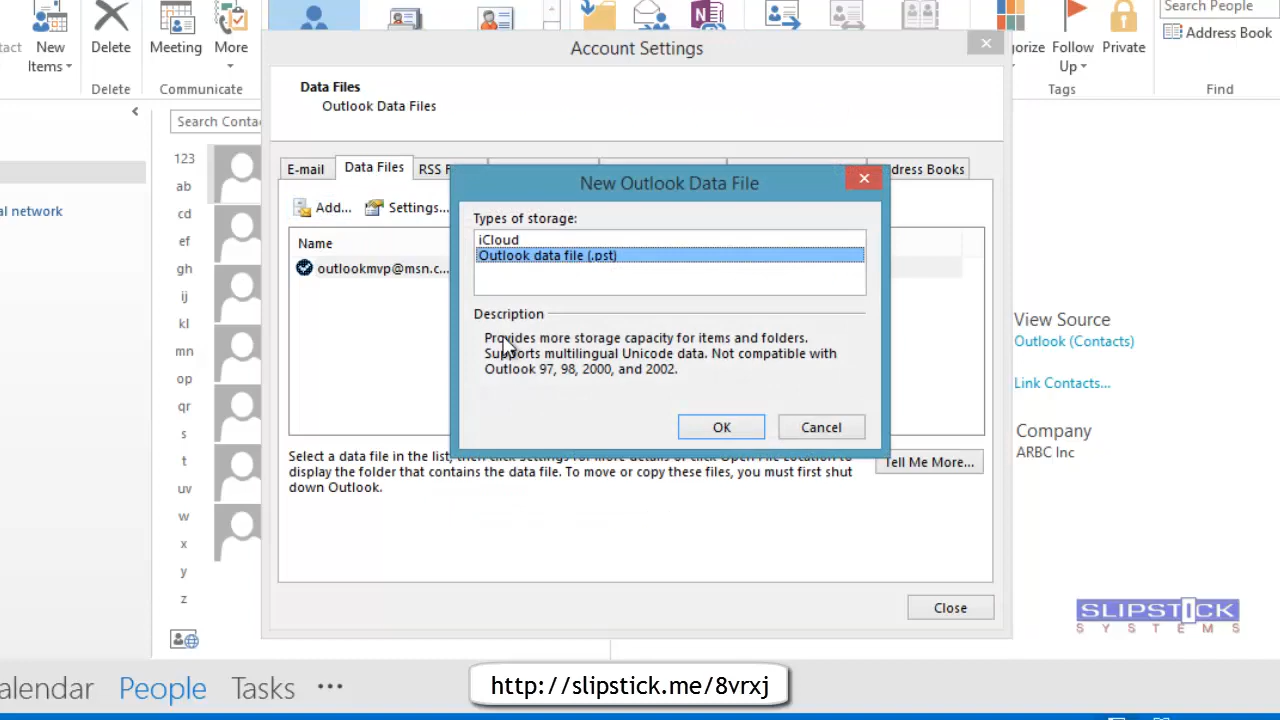 New
Items
Delete
Delete
Meeting
More
Communicate
Follow
Up
Private
Tags
Search People
Address Book
Find
Account Settings
Data Files
Outlook Data Files
E-mail
Data Files
RSS
Address Books
Add...
Settings...
Name
outlookmvp@msn.c...
New Outlook Data File
Types of storage:
iCloud
Outlook data file (.pst)
Description
Provides more storage capacity for items and folders.
Supports multilingual Unicode data. Not compatible with
Outlook 97, 98, 2000, and 2002.
OK
Cancel
Select a data file in the list, then click Settings for more details or click Open File Location to
display the folder that contains the data file. To move or copy these files, you must first shut
down Outlook.
Tell Me More...
Close
al network
Search Conta
123
ab
cd
ef
gh
ij
kl
mn
op
qr
s
t
uv
w
x
y
z
View Source
Outlook (Contacts)
Link Contacts...
Company
ARBC Inc
SLIPSTICK
SYSTEMS
alendar
People
Tasks
http://slipstick.me/8vrxj